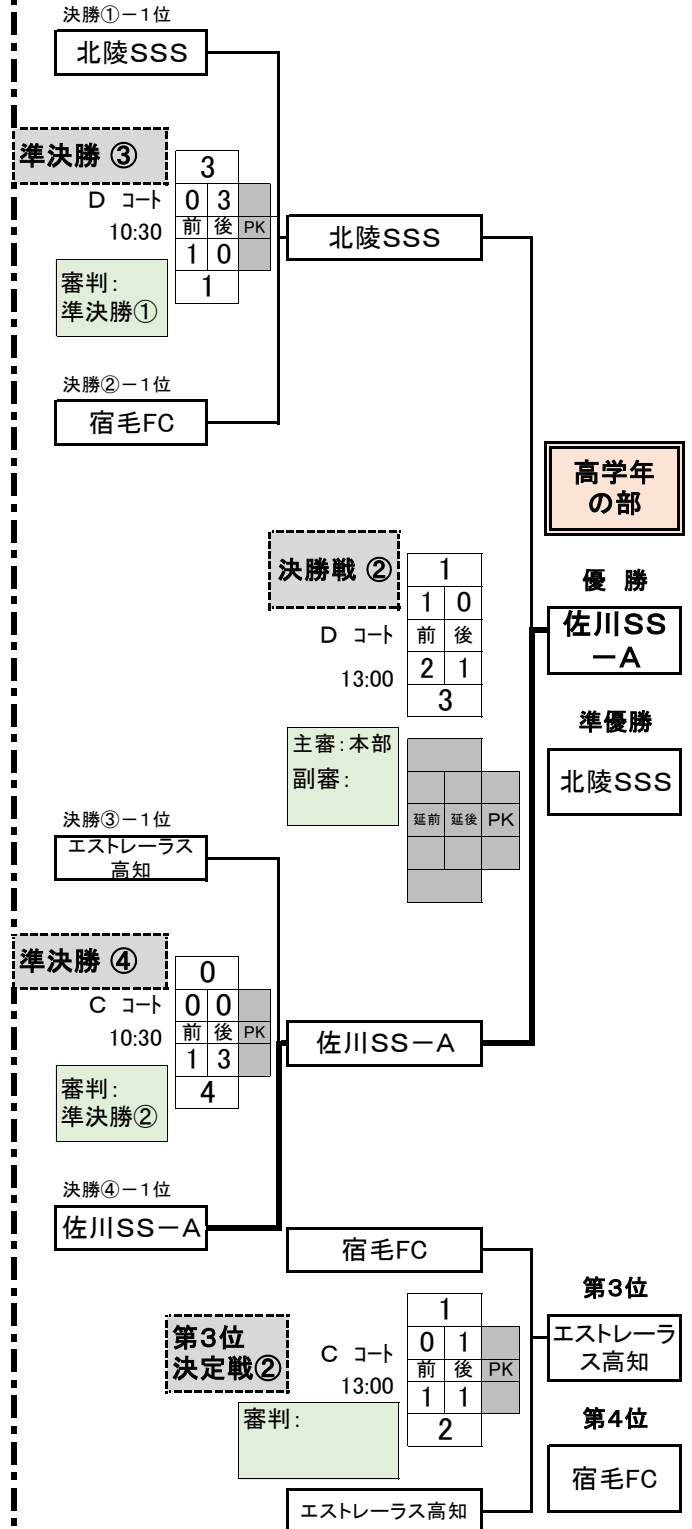 決勝①－１位
北陵ＳＳＳ
準決勝 ③
3
Ｄ コート
0 3
10:30
前 後 PK
1 0
1
審判：
準決勝①
北陵ＳＳＳ
決勝②－１位
宿毛FC
高学年
の部
決勝戦 ②
1
1 0
Ｄ コート
前 後
13:00
2 1
3
優 勝
佐川ＳＳ
－Ａ
準優勝
北陵ＳＳＳ
主審：本部
副審：
延前 延後 PK
決勝③－１位
エストレーラス
高知
準決勝 ④
0
Ｃ コート
0 0
10:30
前 後 PK
1 3
4
審判：
準決勝②
佐川ＳＳ－Ａ
決勝④－１位
佐川ＳＳ－Ａ
宿毛FC
第３位
決定戦②
Ｃ コート
13:00
1
0 1
前 後 PK
1 1
2
審判：
エストレーラス高知
第３位
エストレーラ
ス高知
第４位
宿毛FC